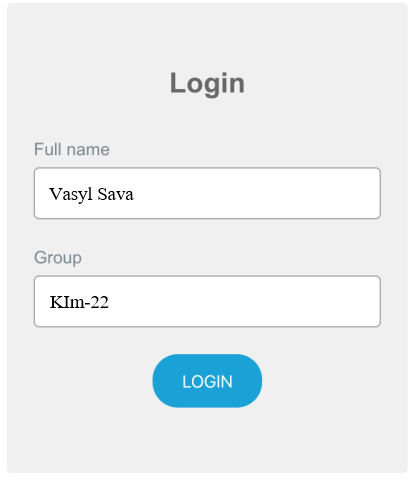 Login
Full name
Vasyl Sava
Group
KIm-22
LOGIN